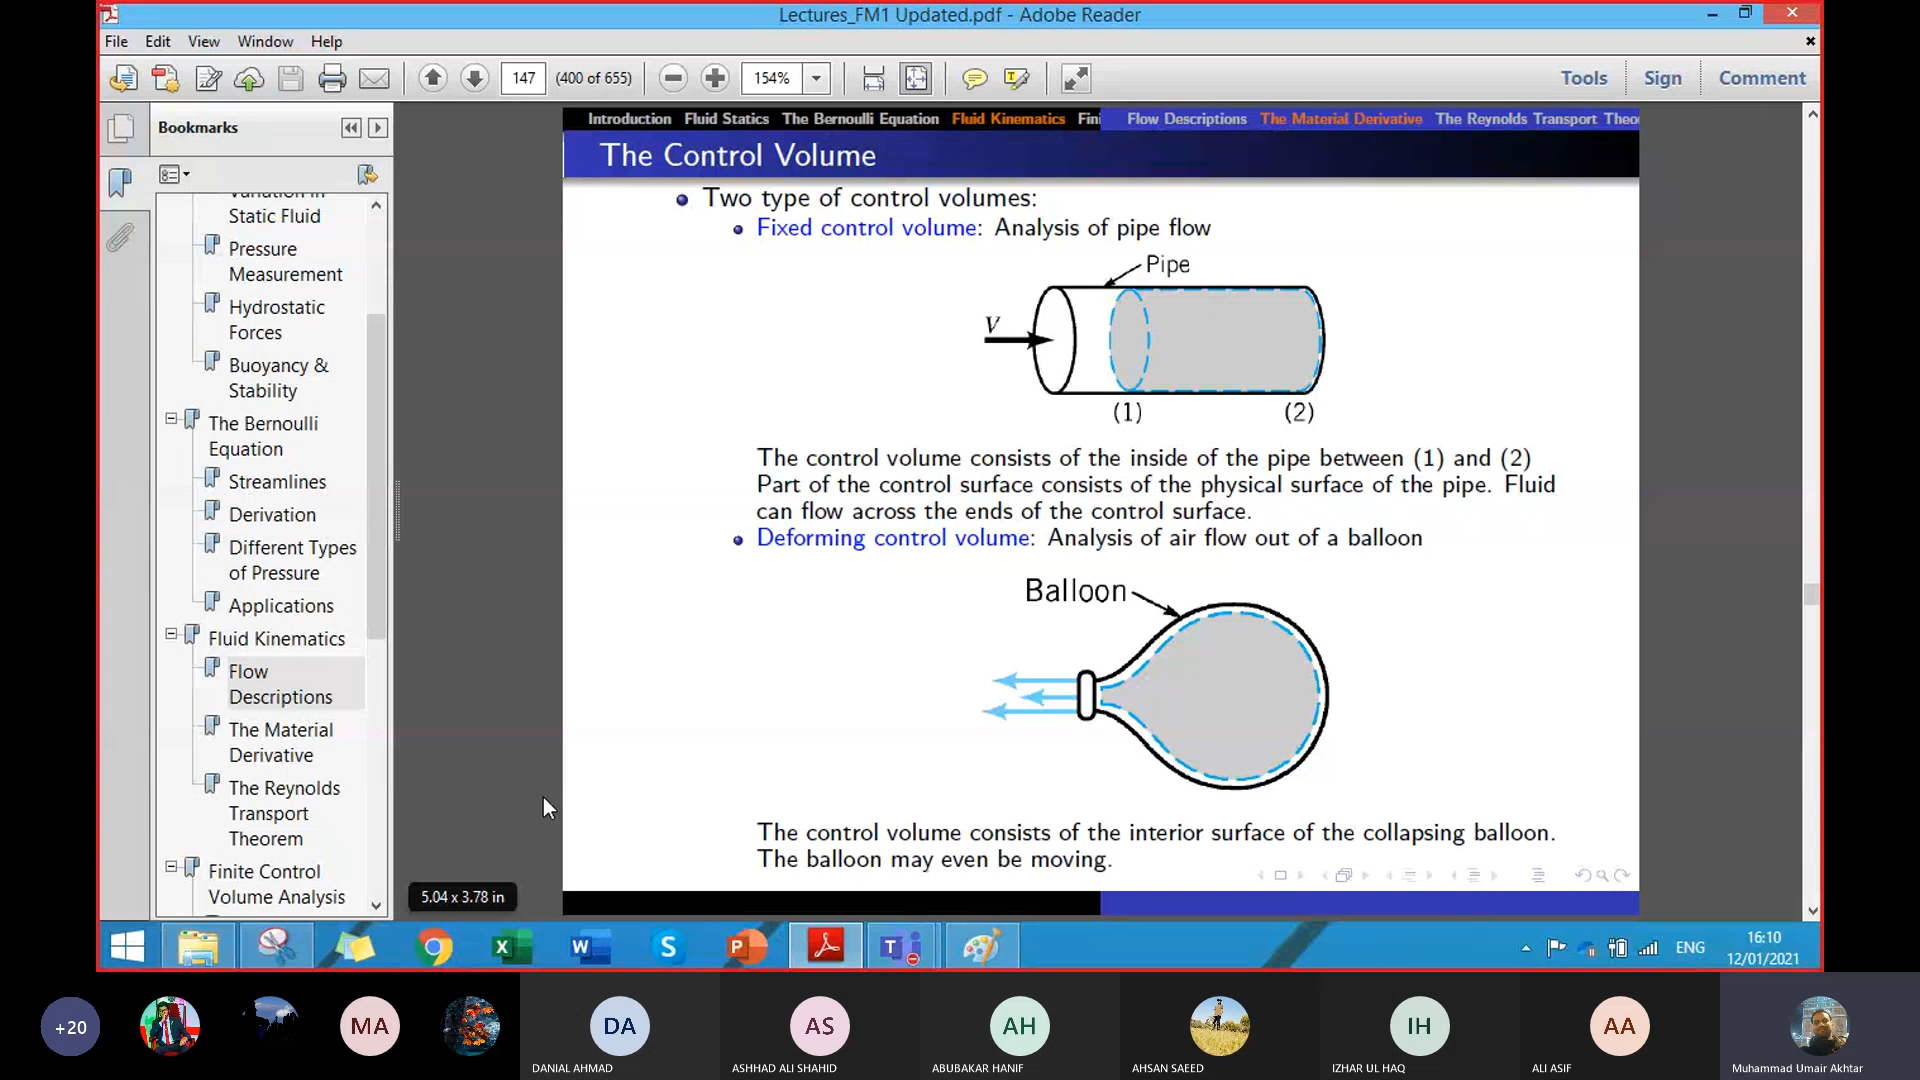 Lectures_FM1 Updated.pdf - Adobe Reader
File Edit View Window Help
147 (400 of 655) 154% Tools Sign Comment
Bookmarks
Static Fluid
Pressure
Measurement
Hydrostatic
Forces
Buoyancy &
Stability
The Bernoulli
Equation
Streamlines
Derivation
Different Types
of Pressure
Applications
Fluid Kinematics
Flow
Descriptions
The Material
Derivative
The Reynolds
Transport
Theorem
Finite Control
Volume Analysis
5.04 x 3.78 in
Introduction Fluid Statics The Bernoulli Equation Fluid Kinematics Fini Flow Descriptions The Material Derivative The Reynolds Transport Theo
The Control Volume
Two type of control volumes:
Fixed control volume: Analysis of pipe flow
Pipe
V
(1) (2)
The control volume consists of the inside of the pipe between (1) and (2)
Part of the control surface consists of the physical surface of the pipe. Fluid
can flow across the ends of the control surface.
Deforming control volume: Analysis of air flow out of a balloon
Balloon
The control volume consists of the interior surface of the collapsing balloon.
The balloon may even be moving.
ENG
16:10
12/01/2021
+20 MA DA AS AH IH AA
DANIAL AHMAD ASHHAD ALI SHAHID ABUBAKAR HANIF AHSAN SAEED IZHAR UL HAQ ALI ASIF Muhammad Umair Akhtar